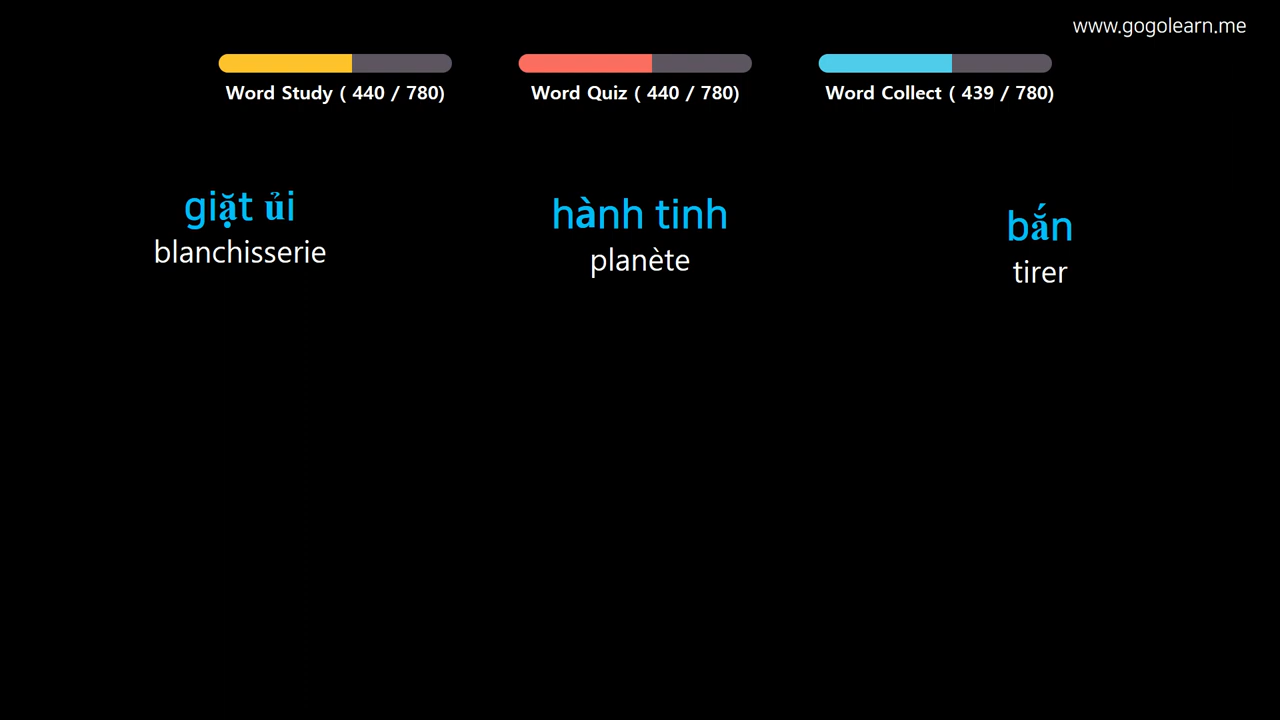 www.gogolearn.me
Word Study ( 440 / 780)
Word Quiz ( 440 / 780)
Word Collect ( 439 / 780)
giặt ủi
blanchisserie
hành tinh
planète
bắn
tirer